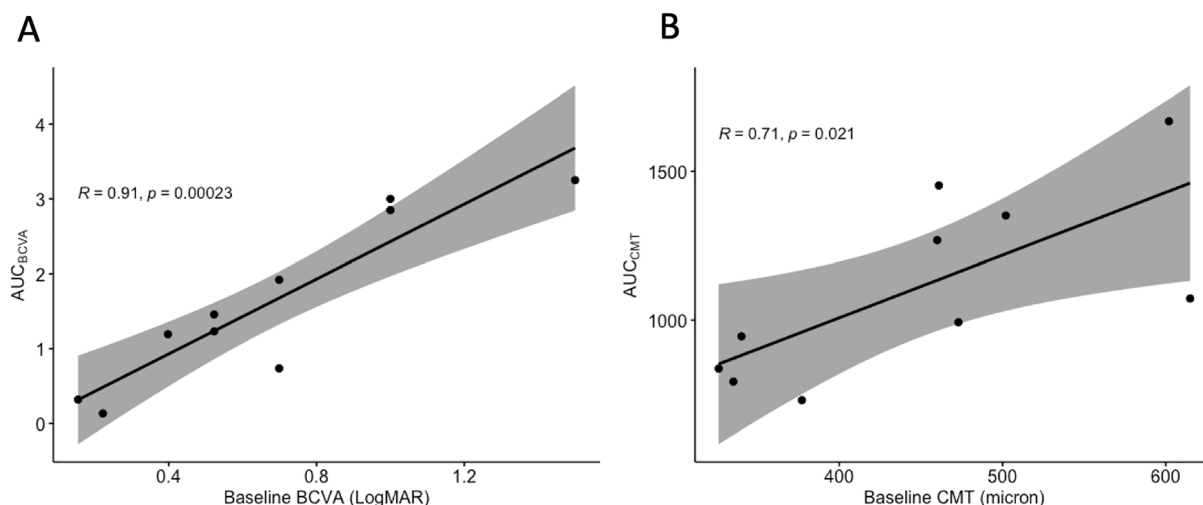 A
AUCBCVA
4
3
2
1
0
R = 0.91, p = 0.00023
0.4 0.8 1.2
Baseline BCVA (LogMAR)
B
AUCCMT
1500
1000
R = 0.71, p = 0.021
400 500 600
Baseline CMT (micron)